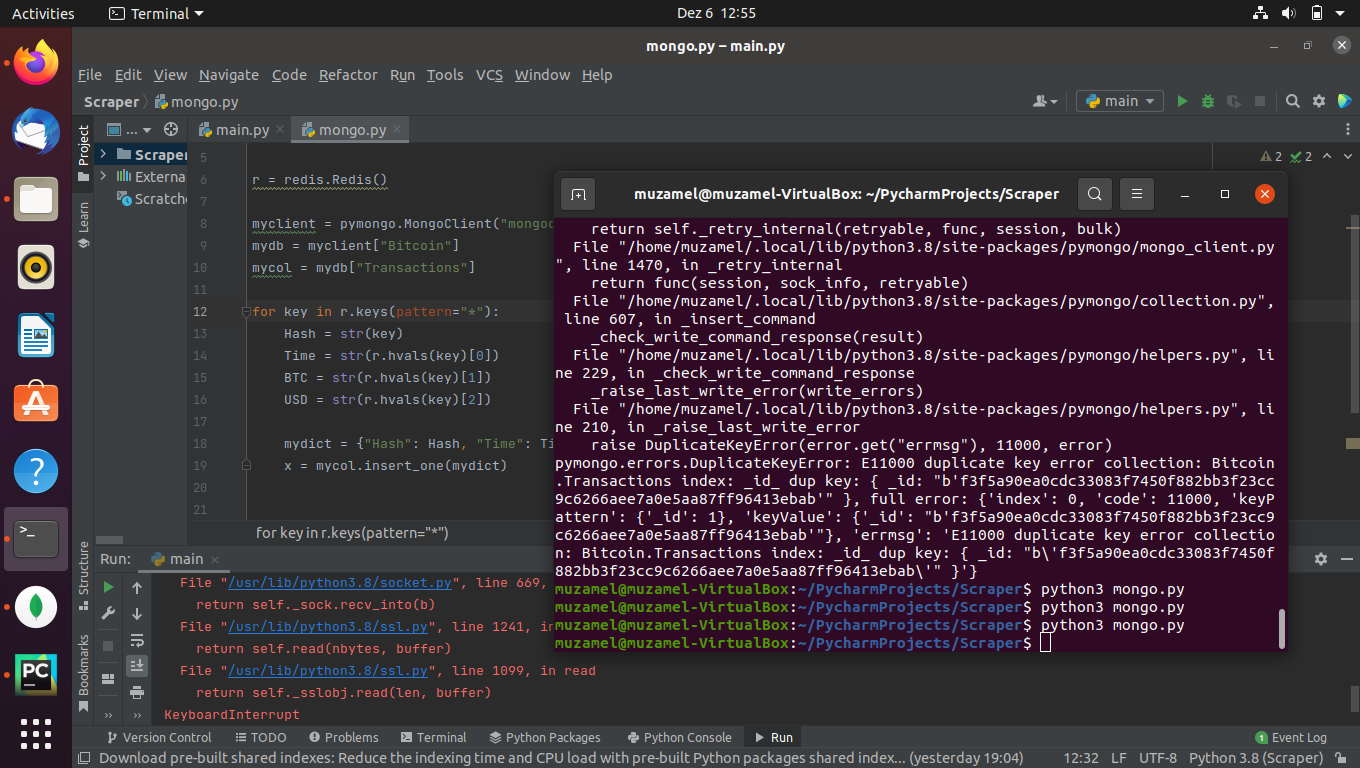 Activities
Terminal
Dez 6 12:55
mongo.py – main.py
File Edit View Navigate Code Refactor Run Tools VCS Window Help
Scraper mongo.py
main
Project
...
main.py
mongo.py
Scraper
Externa
Scratche
Learn
Structure
Bookmarks
2 2
5
6 r = redis.Redis()
7
8 myclient = pymongo.MongoClient("mongod
9 mydb = myclient["Bitcoin"]
10 mycol = mydb["Transactions"]
11
12 for key in r.keys(pattern="*"):
13 Hash = str(key)
14 Time = str(r.hvals(key)[0])
15 BTC = str(r.hvals(key)[1])
16 USD = str(r.hvals(key)[2])
17
18 mydict = {"Hash": Hash, "Time": Ti
19 x = mycol.insert_one(mydict)
20
21
for key in r.keys(pattern="*")
muzamel@muzamel-VirtualBox: ~/PycharmProjects/Scraper
return self._retry_internal(retryable, func, session, bulk)
File "/home/muzamel/.local/lib/python3.8/site-packages/pymongo/mongo_client.py
", line 1470, in _retry_internal
return func(session, sock_info, retryable)
File "/home/muzamel/.local/lib/python3.8/site-packages/pymongo/collection.py",
line 607, in _insert_command
_check_write_command_response(result)
File "/home/muzamel/.local/lib/python3.8/site-packages/pymongo/helpers.py", li
ne 229, in _check_write_command_response
_raise_last_write_error(write_errors)
File "/home/muzamel/.local/lib/python3.8/site-packages/pymongo/helpers.py", li
ne 210, in _raise_last_write_error
raise DuplicateKeyError(error.get("errmsg"), 11000, error)
pymongo.errors.DuplicateKeyError: E11000 duplicate key error collection: Bitcoin
.Transactions index: _id_ dup key: { _id: "b'f3f5a90ea0cdc33083f7450f882bb3f23cc
9c6266aee7a0e5aa87ff96413ebab'" }, full error: {'index': 0, 'code': 11000, 'keyP
attern': {'_id': 1}, 'keyValue': {'_id': "b'f3f5a90ea0cdc33083f7450f882bb3f23cc9
c6266aee7a0e5aa87ff96413ebab'"}, 'errmsg': 'E11000 duplicate key error collectio
n: Bitcoin.Transactions index: _id_ dup key: { _id: "b\'f3f5a90ea0cdc33083f7450f
882bb3f23cc9c6266aee7a0e5aa87ff96413ebab\'" }'}
muzamel@muzamel-VirtualBox:~/PycharmProjects/Scraper$ python3 mongo.py
muzamel@muzamel-VirtualBox:~/PycharmProjects/Scraper$ python3 mongo.py
muzamel@muzamel-VirtualBox:~/PycharmProjects/Scraper$ python3 mongo.py
muzamel@muzamel-VirtualBox:~/PycharmProjects/Scraper$
Run: main
File "/usr/lib/python3.8/socket.py", line 669,
return self._sock.recv_into(b)
File "/usr/lib/python3.8/ssl.py", line 1241, in
return self.read(nbytes, buffer)
File "/usr/lib/python3.8/ssl.py", line 1099, in read
return self._sslobj.read(len, buffer)
KeyboardInterrupt
PC
Version Control TODO Problems Terminal Python Packages Python Console Run 1 Event Log
Download pre-built shared indexes: Reduce the indexing time and CPU load with pre-built Python packages shared index... (yesterday 19:04) 12:32 LF UTF-8 Python 3.8 (Scraper)